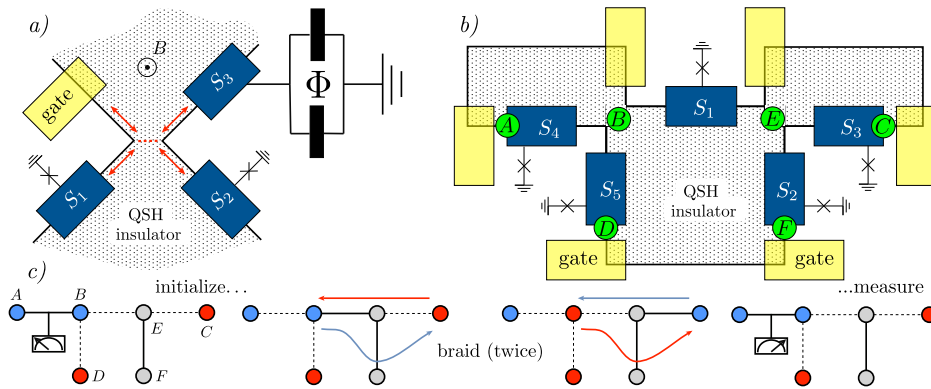 a)
B
gate
S₃
Φ
S₁
S₂
QSH
insulator
b)
S₁
A
S₄
B
E
S₃
C
S₅
QSH
insulator
S₂
D
F
gate
gate
c)
A
B
initialize...
E
C
D
F
braid (twice)
...measure